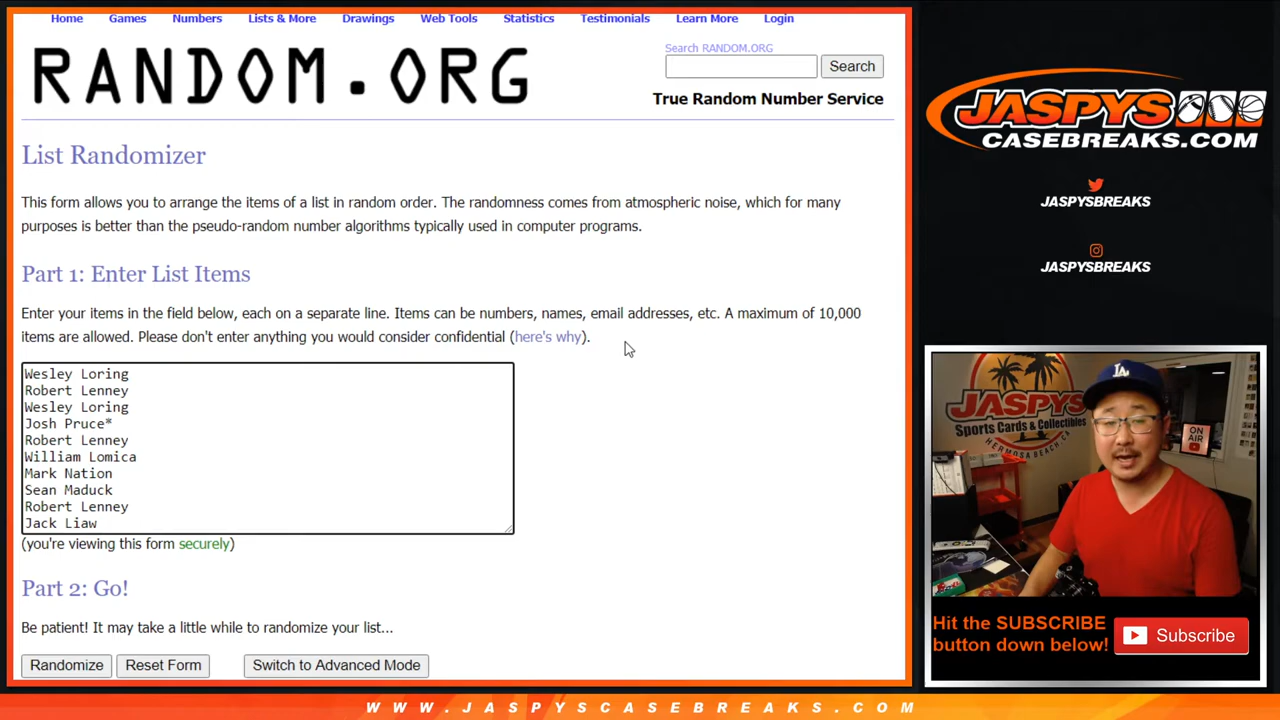 Home Games Numbers Lists & More Drawings Web Tools Statistics Testimonials Learn More Login
RANDOM.ORG
Search RANDOM.ORG
Search
True Random Number Service
List Randomizer
This form allows you to arrange the items of a list in random order. The randomness comes from atmospheric noise, which for many
purposes is better than the pseudo-random number algorithms typically used in computer programs.
Part 1: Enter List Items
Enter your items in the field below, each on a separate line. Items can be numbers, names, email addresses, etc. A maximum of 10,000
items are allowed. Please don't enter anything you would consider confidential (here's why).
Wesley Loring
Robert Lenney
Wesley Loring
Josh Pruce*
Robert Lenney
William Lomica
Mark Nation
Sean Maduck
Robert Lenney
Jack Liaw
(you're viewing this form securely)
Part 2: Go!
Be patient! It may take a little while to randomize your list...
Randomize Reset Form Switch to Advanced Mode
JASPYS
CASEBREAKS.COM
JASPYSBREAKS
JASPYSBREAKS
JASPYS
Sports Cards & Collectibles
HERMOSA BEACH, CA
LA
ON
AIR
Hit the SUBSCRIBE
button down below!
Subscribe
WWW.JASPYSCASEBREAKS.COM